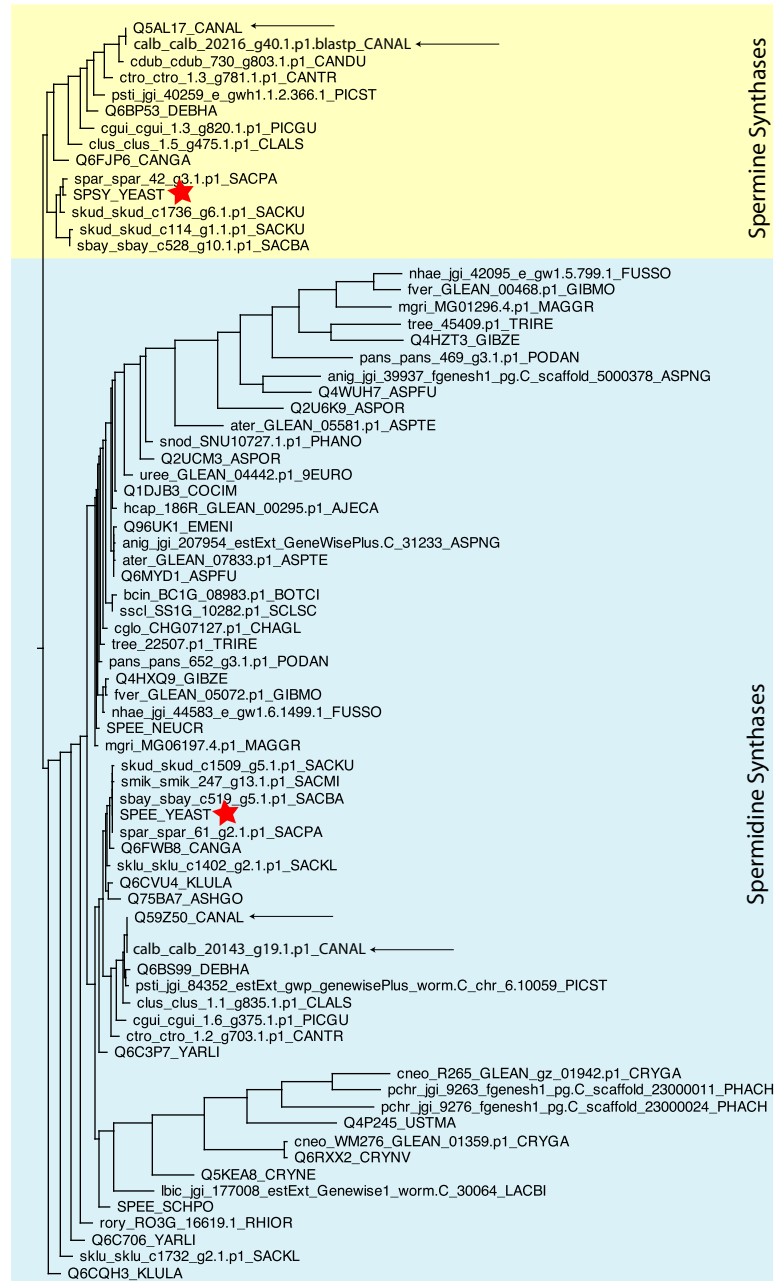 Q5AL17_CANAL
calb_calb_20216_g40.1.p1.blastp_CANAL
cdub_cdub_730_g803.1.p1_CANDU
ctro_ctro_1.3_g781.1.p1_CANTR
psti_jgi_40259_e_gwh1.1.2.366.1_PICST
Q6BP53_DEBHA
cgui_cgui_1.3_g820.1.p1_PICGU
clus_clus_1.5_g475.1.p1_CLALS
Q6FJP6_CANGA
spar_spar_42_g3.1.p1_SACPA
SPSY_YEAST
skud_skud_c1736_g6.1.p1_SACKU
skud_skud_c114_g1.1.p1_SACKU
sbay_sbay_c528_g10.1.p1_SACBA
Spermine Synthases
nhae_jgi_42095_e_gw1.5.799.1_FUSSO
fver_GLEAN_00468.p1_GIBMO
mgri_MG01296.4.p1_MAGGR
tree_45409.p1_TRIRE
Q4HZT3_GIBZE
pans_pans_469_g3.1.p1_PODAN
anig_jgi_39937_fgenesh1_pg.C_scaffold_5000378_ASPNG
Q4WUH7_ASPFU
Q2U6K9_ASPOR
ater_GLEAN_05581.p1_ASPTE
snod_SNU10727.1.p1_PHANO
Q2UCM3_ASPOR
uree_GLEAN_04442.p1_9EURO
Q1DJB3_COCIM
hcap_186R_GLEAN_00295.p1_AJECA
Q96UK1_EMENI
anig_jgi_207954_estExt_GeneWisePlus.C_31233_ASPNG
ater_GLEAN_07833.p1_ASPTE
Q6MYD1_ASPFU
bcin_BC1G_08983.p1_BOTCI
sscl_SS1G_10282.p1_SCLSC
cglo_CHG07127.p1_CHAGL
tree_22507.p1_TRIRE
pans_pans_652_g3.1.p1_PODAN
Q4HXQ9_GIBZE
fver_GLEAN_05072.p1_GIBMO
nhae_jgi_44583_e_gw1.6.1499.1_FUSSO
SPEE_NEUCR
mgri_MG06197.4.p1_MAGGR
skud_skud_c1509_g5.1.p1_SACKU
smik_smik_247_g13.1.p1_SACMI
sbay_sbay_c519_g5.1.p1_SACBA
SPEE_YEAST
spar_spar_61_g2.1.p1_SACPA
Q6FWB8_CANGA
sklu_sklu_c1402_g2.1.p1_SACKL
Q6CVU4_KLULA
Q75BA7_ASHGO
Q59Z50_CANAL
calb_calb_20143_g19.1.p1_CANAL
Q6BS99_DEBHA
psti_jgi_84352_estExt_gwp_genewisePlus_worm.C_chr_6.10059_PICST
clus_clus_1.1_g835.1.p1_CLALS
cgui_cgui_1.6_g375.1.p1_PICGU
ctro_ctro_1.2_g703.1.p1_CANTR
Q6C3P7_YARLI
cneo_R265_GLEAN_gz_01942.p1_CRYGA
pchr_jgi_9263_fgenesh1_pg.C_scaffold_23000011_PHACH
pchr_jgi_9276_fgenesh1_pg.C_scaffold_23000024_PHACH
Q4P245_USTMA
cneo_WM276_GLEAN_01359.p1_CRYGA
Q6RXX2_CRYNV
Q5KEA8_CRYNE
lbic_jgi_177008_estExt_Genewise1_worm.C_30064_LACBI
SPEE_SCHPO
rory_RO3G_16619.1_RHIOR
Q6C706_YARLI
sklu_sklu_c1732_g2.1.p1_SACKL
Q6CQH3_KLULA
Spermidine Synthases